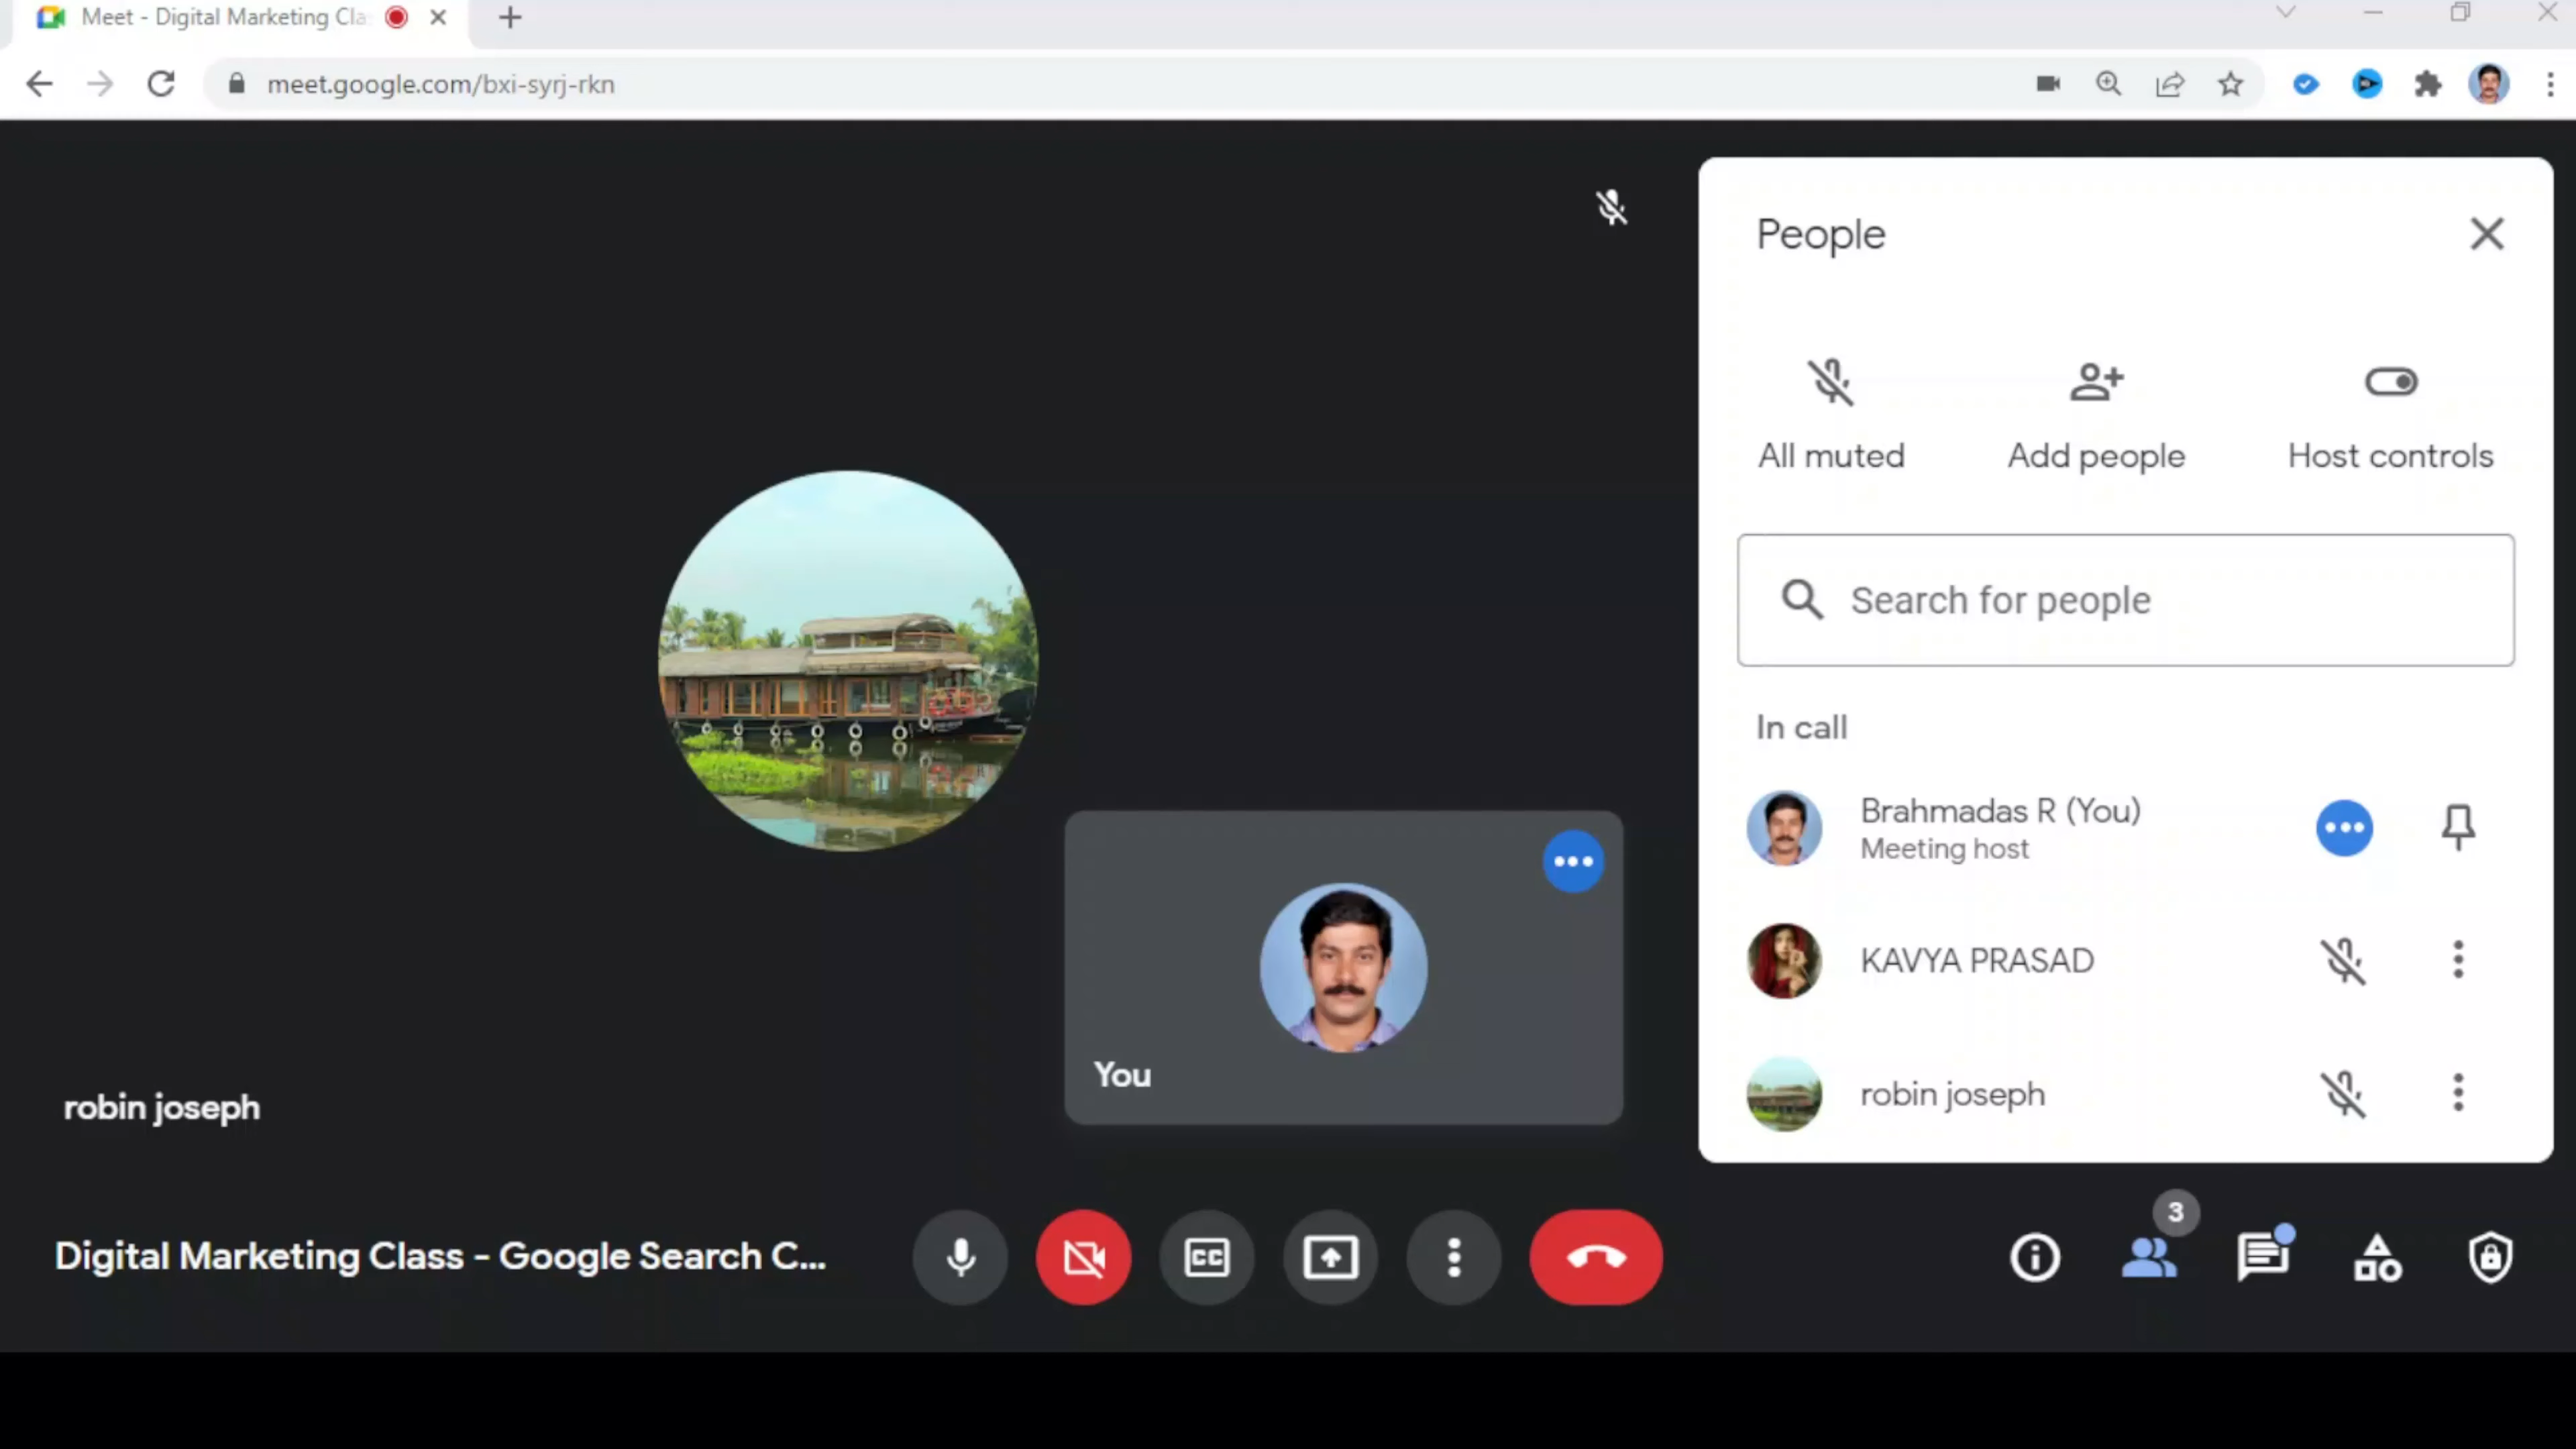 Meet - Digital Marketing Cla
meet.google.com/bxi-syrj-rkn
People
All muted
Add people
Host controls
Search for people
In call
Brahmadas R (You)
Meeting host
KAVYA PRASAD
robin joseph
You
robin joseph
Digital Marketing Class - Google Search C...
CC
3